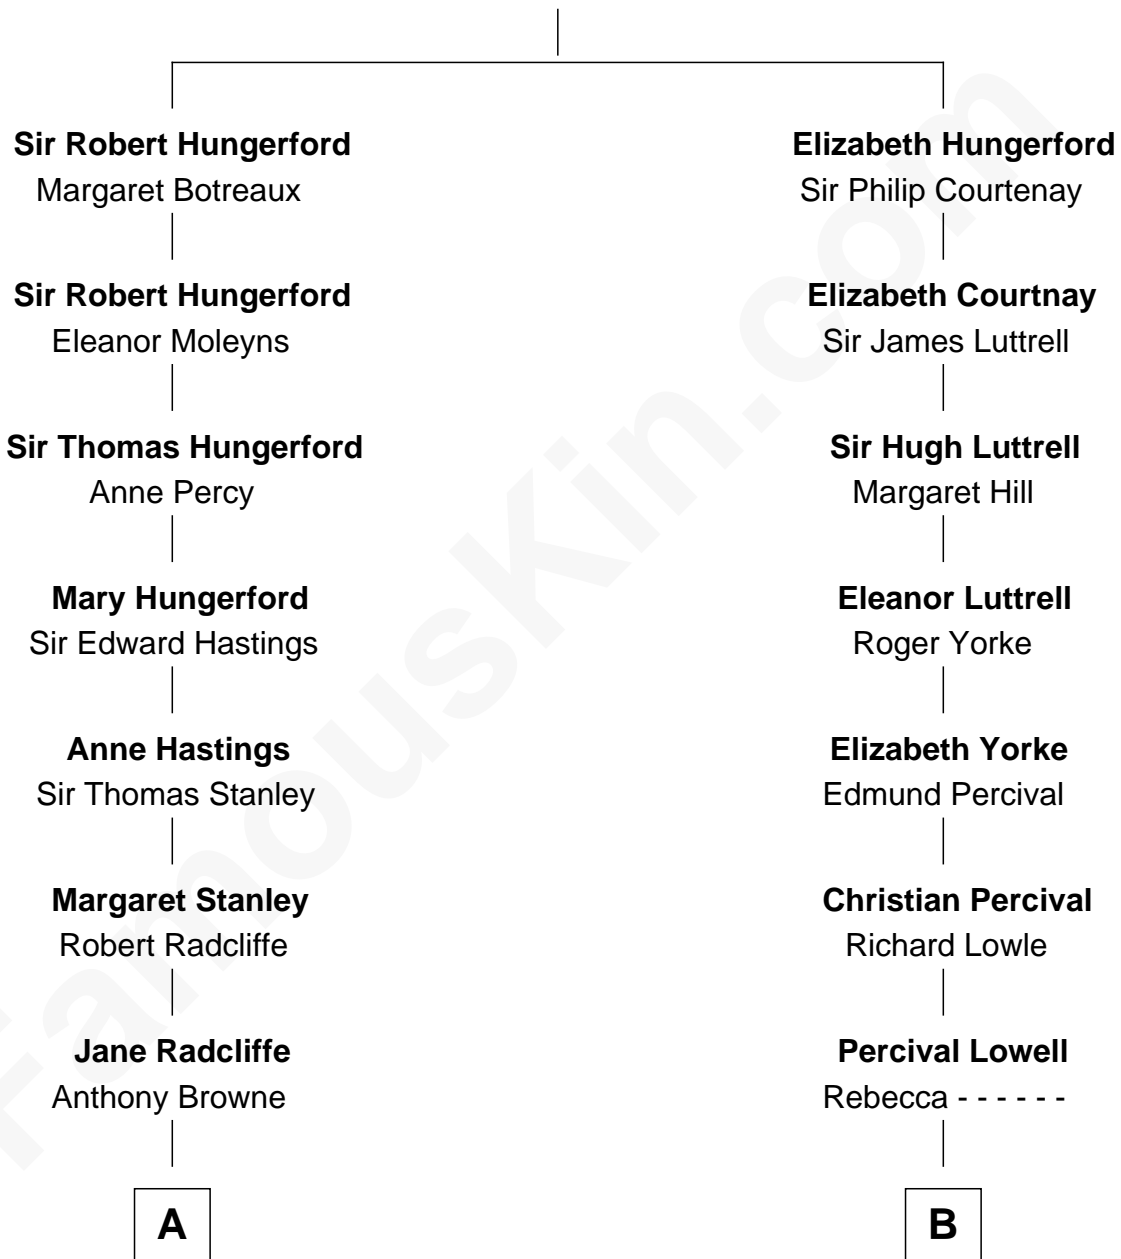 Sir Robert Hungerford
Margaret Botreaux
Sir Robert Hungerford
Eleanor Moleyns
Sir Thomas Hungerford
Anne Percy
Mary Hungerford
Sir Edward Hastings
Anne Hastings
Sir Thomas Stanley
Margaret Stanley
Robert Radcliffe
Jane Radcliffe
Anthony Browne
A
Elizabeth Hungerford
Sir Philip Courtenay
Elizabeth Courtnay
Sir James Luttrell
Sir Hugh Luttrell
Margaret Hill
Eleanor Luttrell
Roger Yorke
Elizabeth Yorke
Edmund Percival
Christian Percival
Richard Lowle
Percival Lowell
Rebecca - - - - - -
B
FamousKin.com